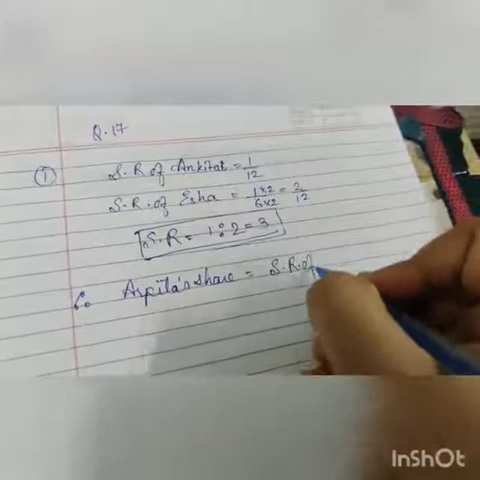 Q.17
① S.R of Ankita = 1/12
S.R. of Esha = 1×2/6×2 = 2/12
S.R = 1:2 = 3
Arpita's share = S.R. of
InShOt